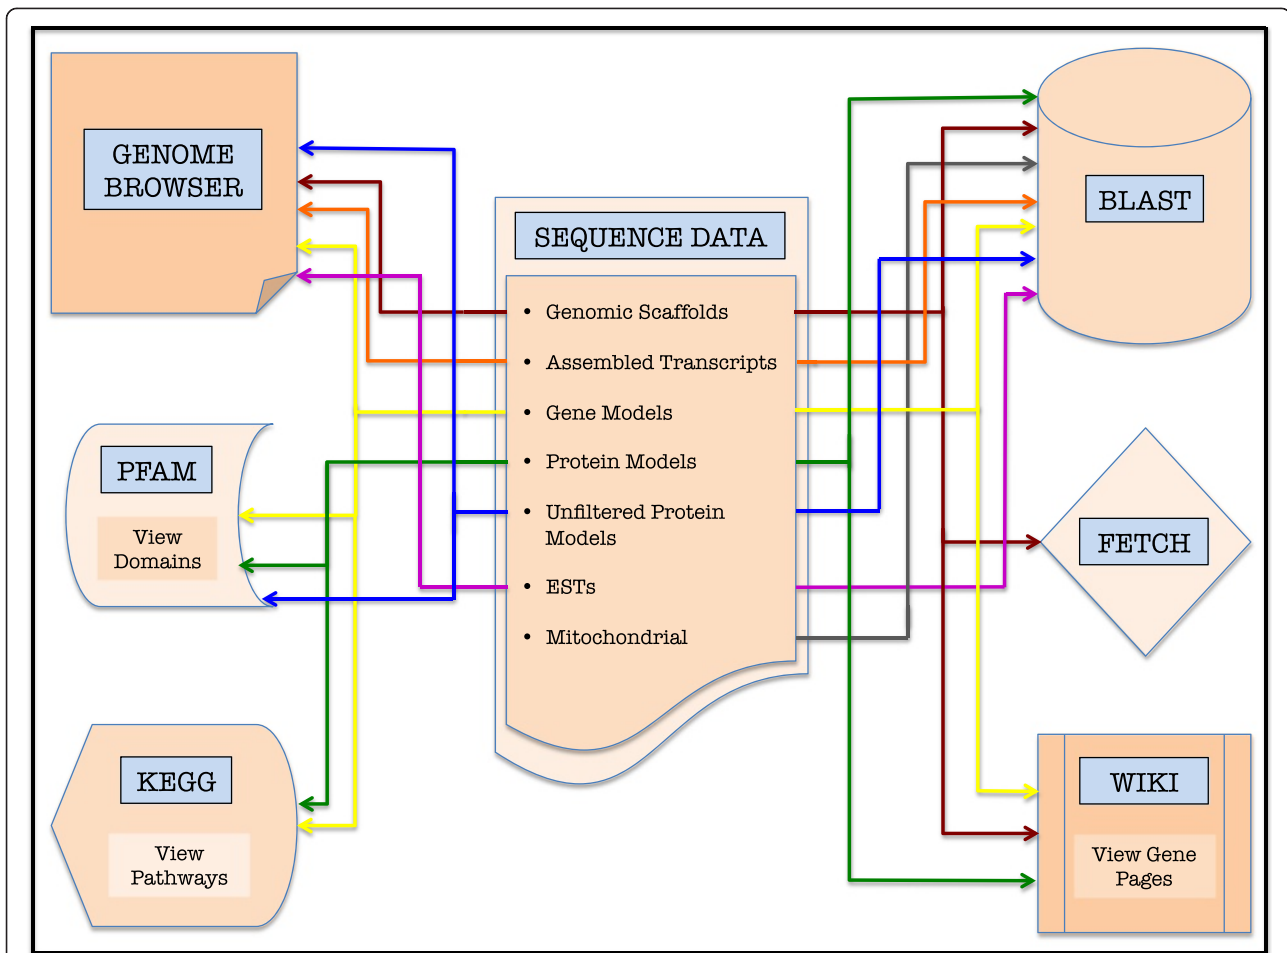 GENOME
BROWSER
SEQUENCE DATA
• Genomic Scaffolds
• Assembled Transcripts
• Gene Models
• Protein Models
• Unfiltered Protein
Models
• ESTs
• Mitochondrial
BLAST
PFAM
View
Domains
FETCH
KEGG
View
Pathways
WIKI
View Gene
Pages